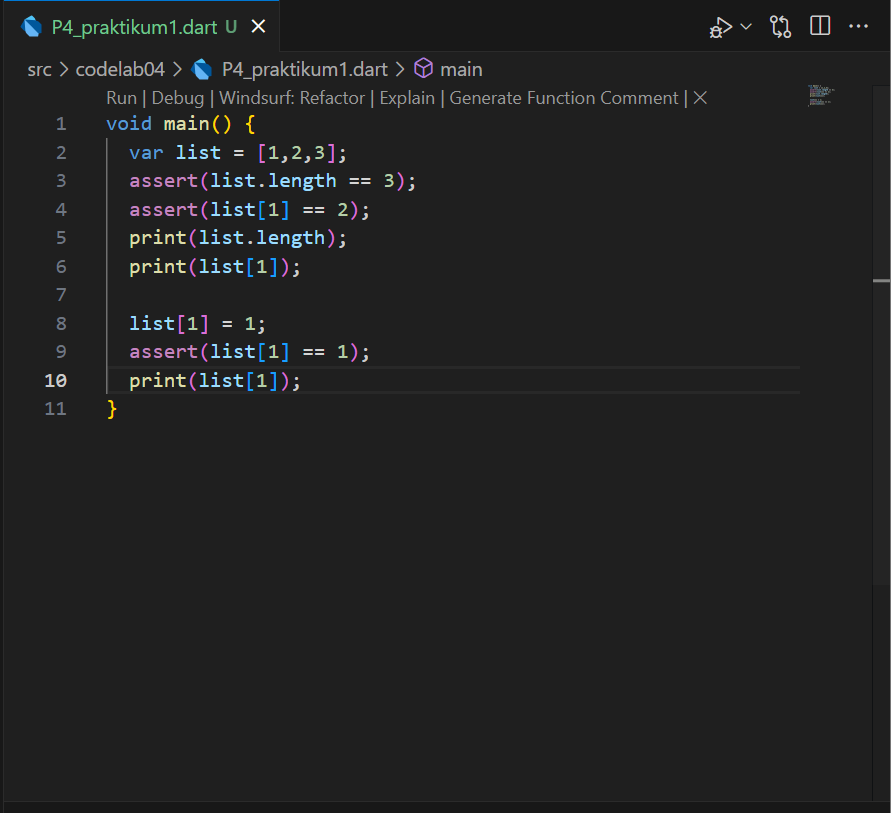 P4_praktikum1.dart U
src > codelab04 > P4_praktikum1.dart > main
Run | Debug | Windsurf: Refactor | Explain | Generate Function Comment | ×
1 void main() {
2   var list = [1,2,3];
3   assert(list.length == 3);
4   assert(list[1] == 2);
5   print(list.length);
6   print(list[1]);
7
8   list[1] = 1;
9   assert(list[1] == 1);
10   print(list[1]);
11 }